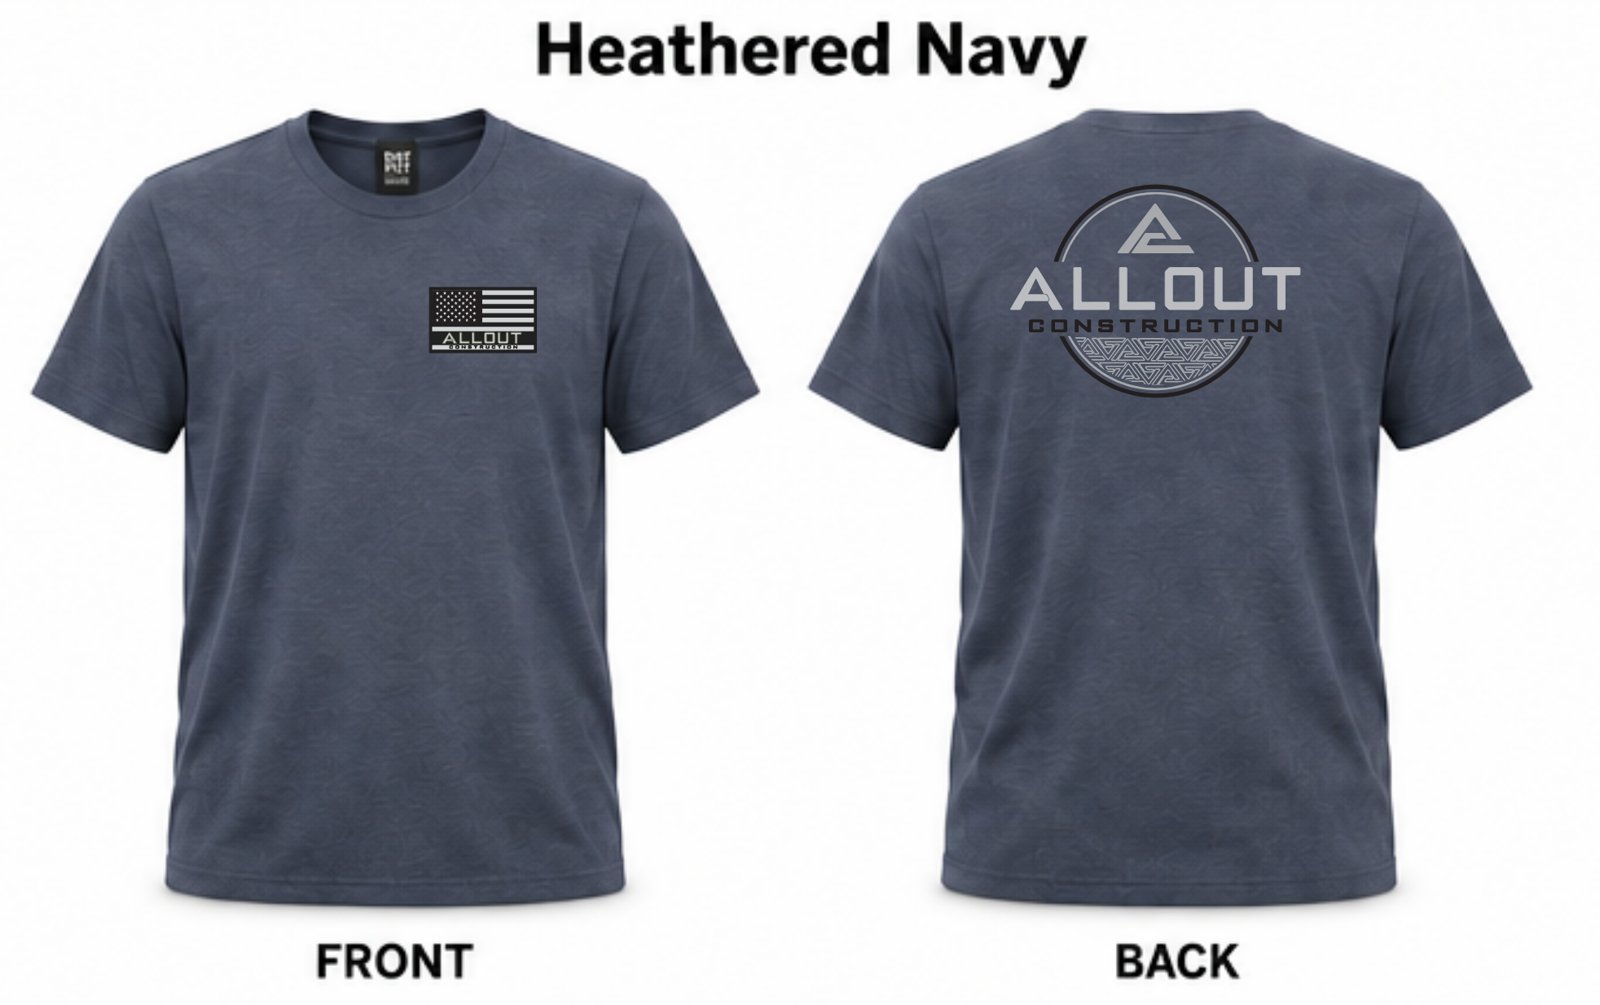 Heathered Navy
ALLOUT
CONSTRUCTION
ALLOUT
CONSTRUCTION
FRONT
BACK